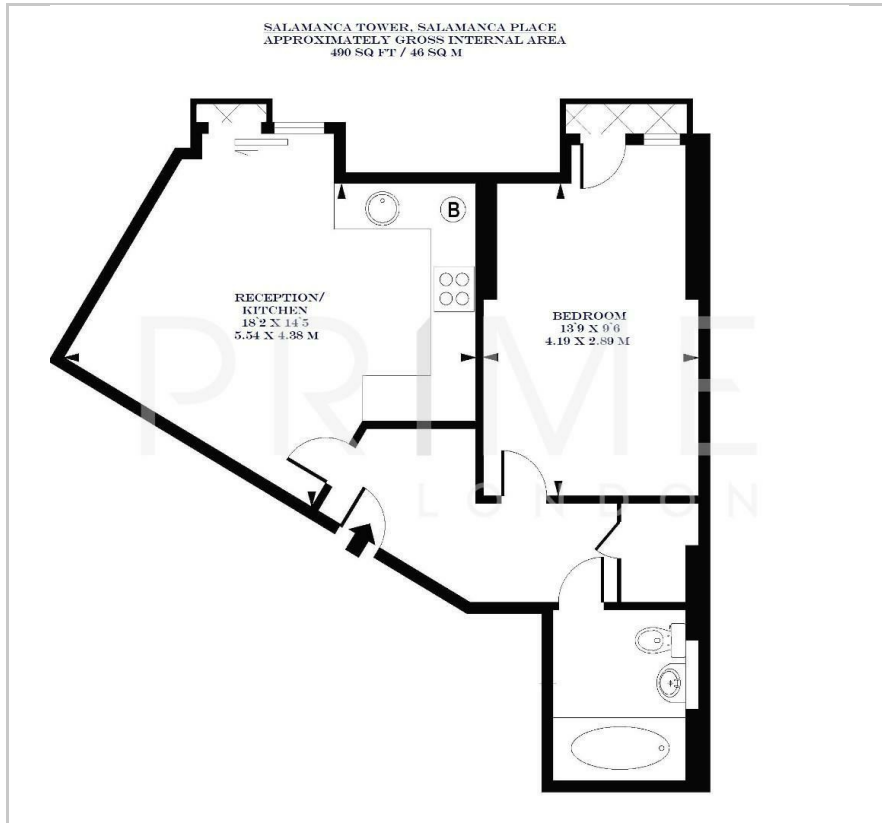 SALAMANCA TOWER, SALAMANCA PLACE
APPROXIMATELY GROSS INTERNAL AREA
490 SQ FT / 46 SQ M
B
RECEPTION/
KITCHEN
18`2 X 14`5
5.54 X 4.38 M
BEDROOM
13`9 X 9`6
4.19 X 2.89 M
PRIME
LONDON